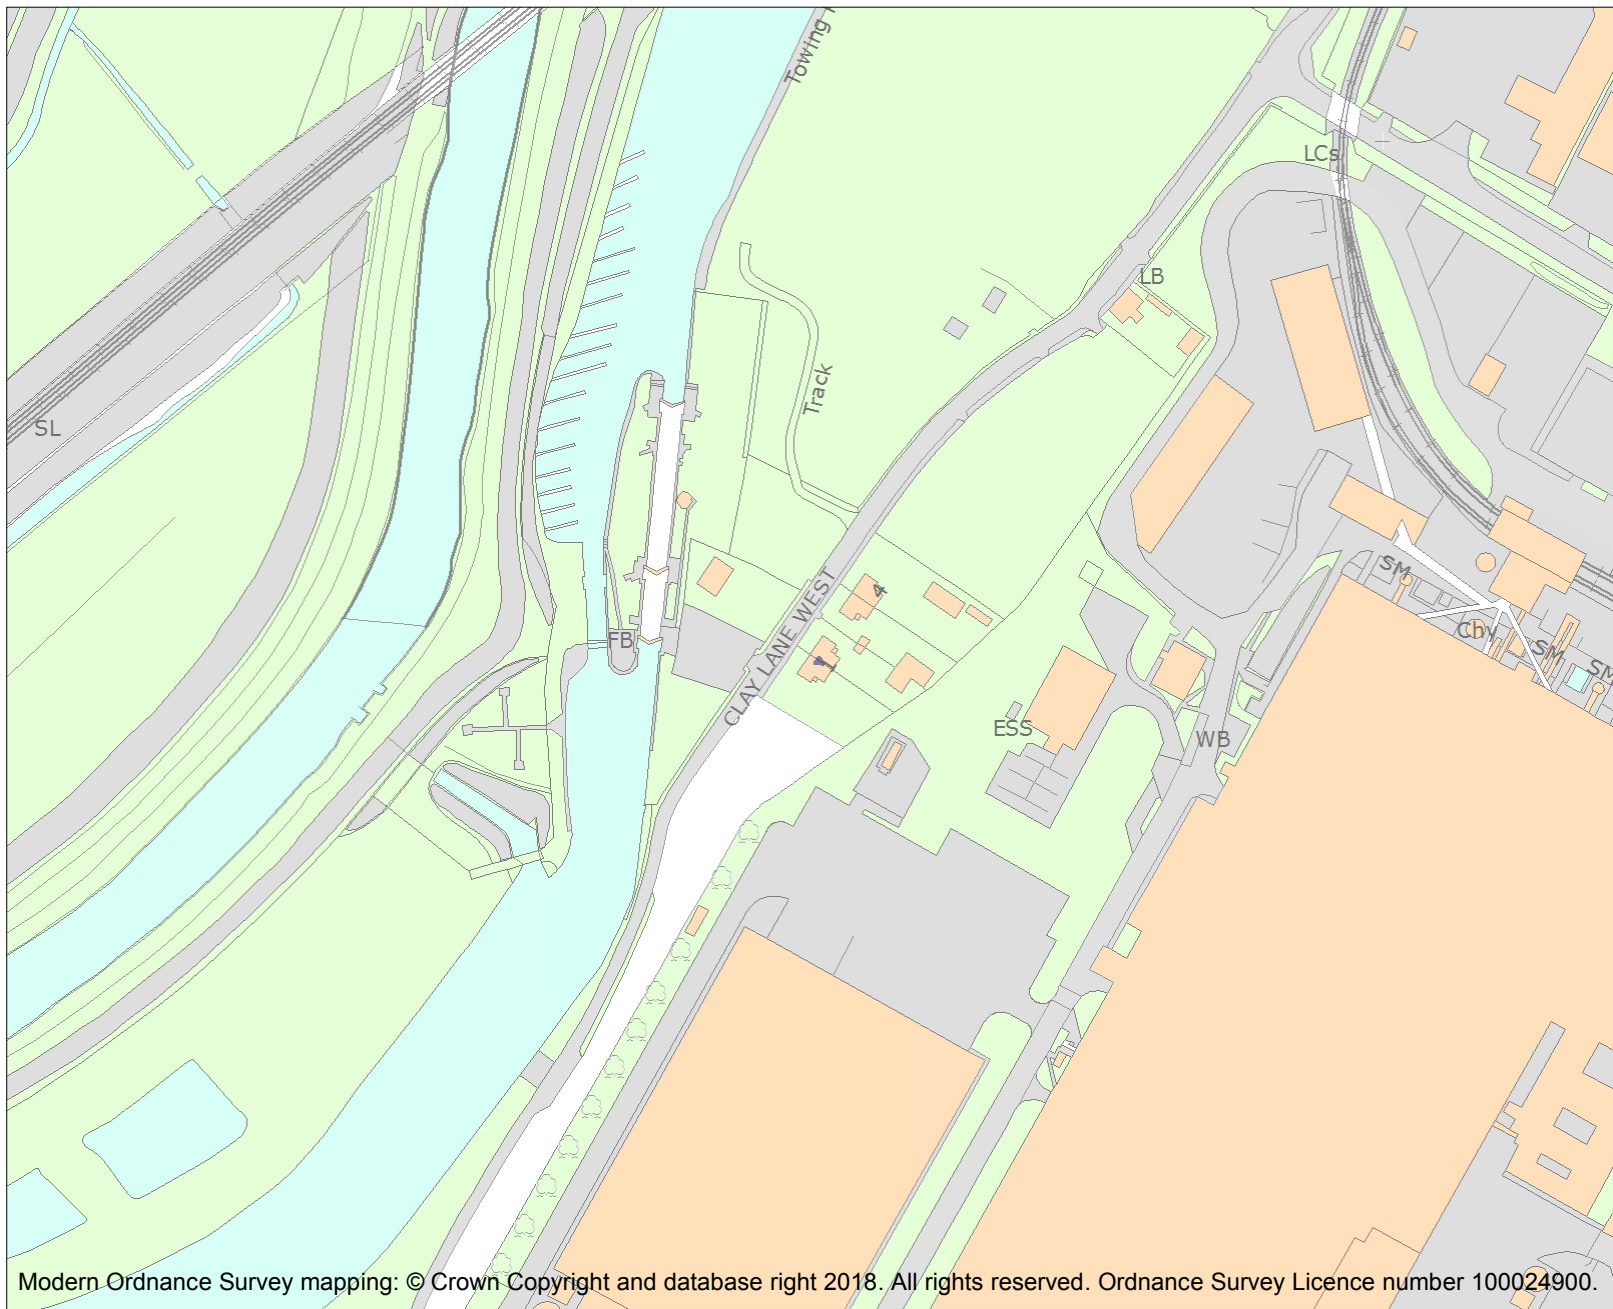 Towing
LCs
LB
Track
SL
4
SM
Chy
SM
SM
FB
1
CLAY LANE WEST
ESS
WB
Modern Ordnance Survey mapping: © Crown Copyright and database right 2018. All rights reserved. Ordnance Survey Licence number 100024900.